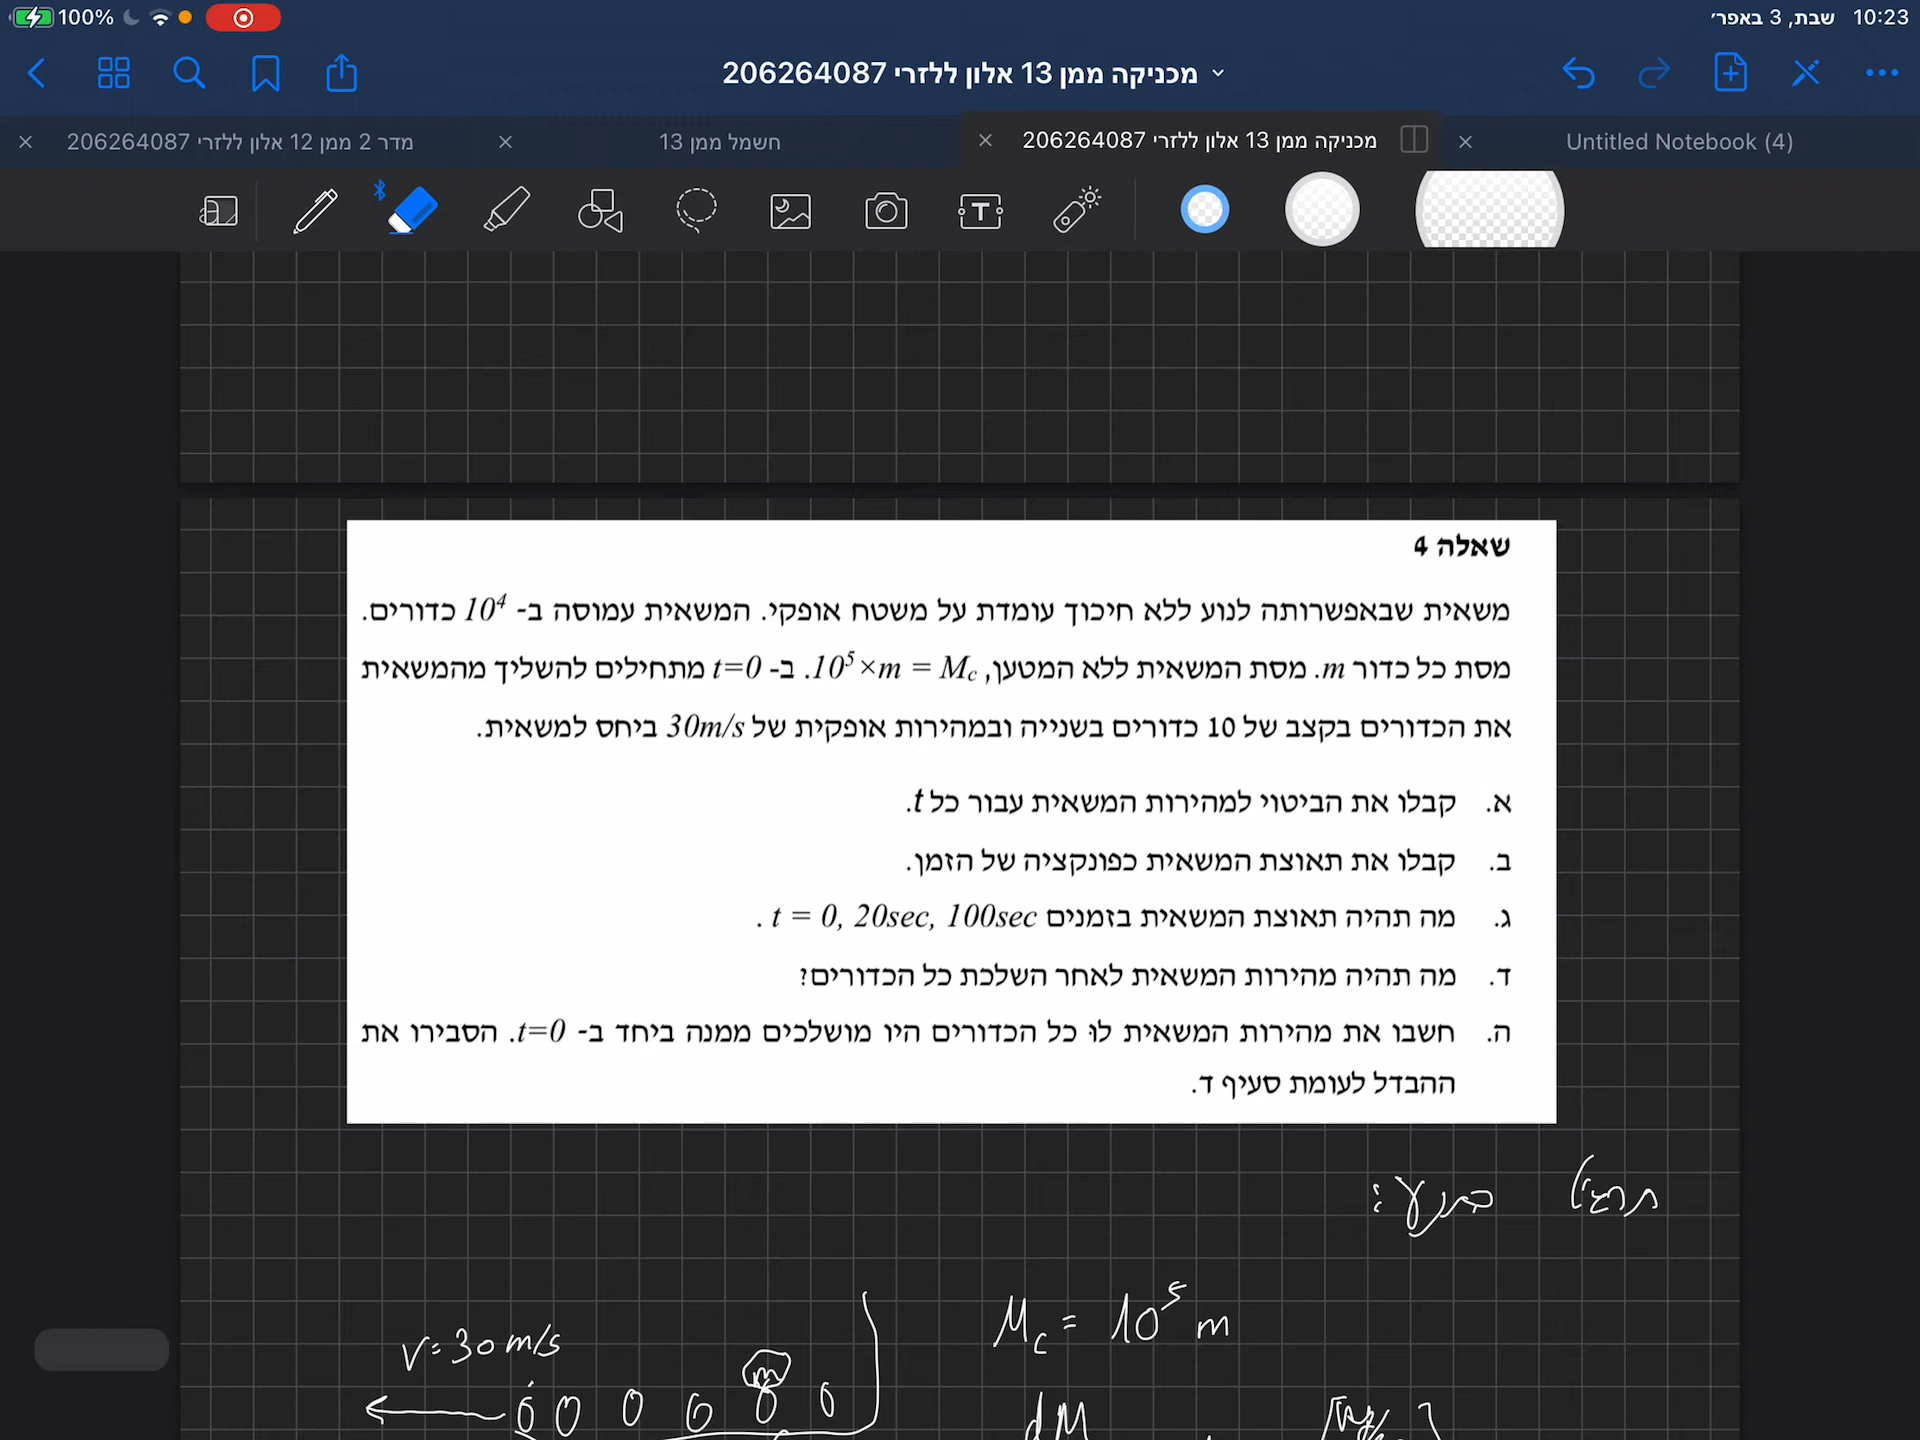 100%
שבת, 3 באפר׳ 10:23
מכניקה ממן 13 אלון ללזרי 206264087
מדר 2 ממן 12 אלון ללזרי 206264087
חשמל ממן 13
מכניקה ממן 13 אלון ללזרי 206264087
Untitled Notebook (4)
שאלה 4
משאית שבאפשרותה לנוע ללא חיכוך עומדת על משטח אופקי. המשאית עמוסה ב- 10⁴ כדורים.
מסת כל כדור m. מסת המשאית ללא המטען, 10⁵×m = Mc. ב- t=0 מתחילים להשליך מהמשאית
את הכדורים בקצב של 10 כדורים בשנייה ובמהירות אופקית של 30m/s ביחס למשאית.
א. קבלו את הביטוי למהירות המשאית עבור כל t.
ב. קבלו את תאוצת המשאית כפונקציה של הזמן.
ג. מה תהיה תאוצת המשאית בזמנים t = 0, 20sec, 100sec .
ד. מה תהיה מהירות המשאית לאחר השלכת כל הכדורים?
ה. חשבו את מהירות המשאית לוּ כל הכדורים היו מושלכים ממנה ביחד ב- t=0. הסבירו את
ההבדל לעומת סעיף ד.
Mc = 10⁵ m
v=30 m/s
m
dM